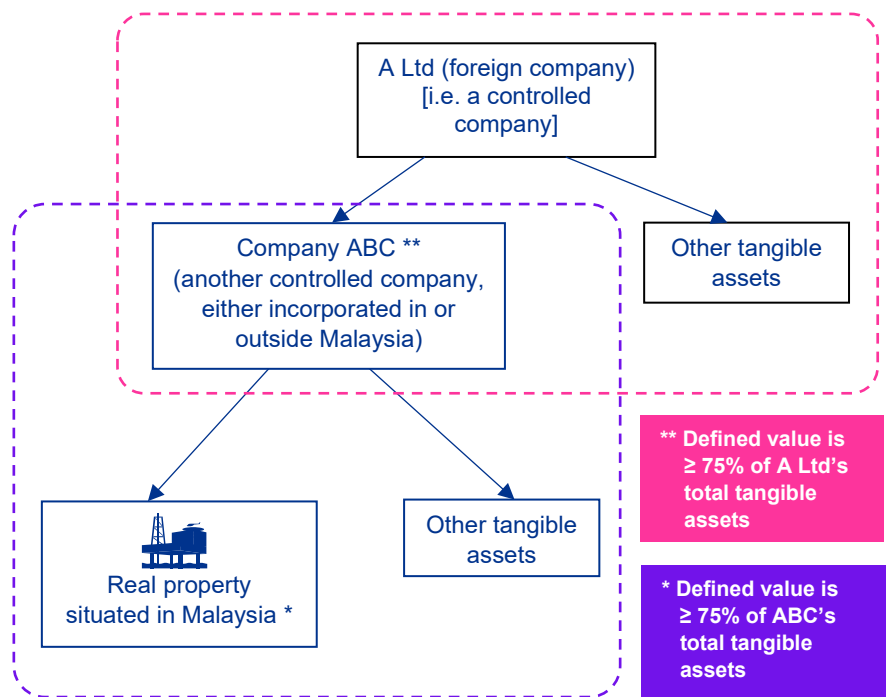 A Ltd (foreign company)
[i.e. a controlled
company]
Company ABC **
(another controlled company,
either incorporated in or
outside Malaysia)
Other tangible
assets
Real property
situated in Malaysia *
Other tangible
assets
** Defined value is
≥ 75% of A Ltd’s
total tangible
assets
* Defined value is
≥ 75% of ABC’s
total tangible
assets